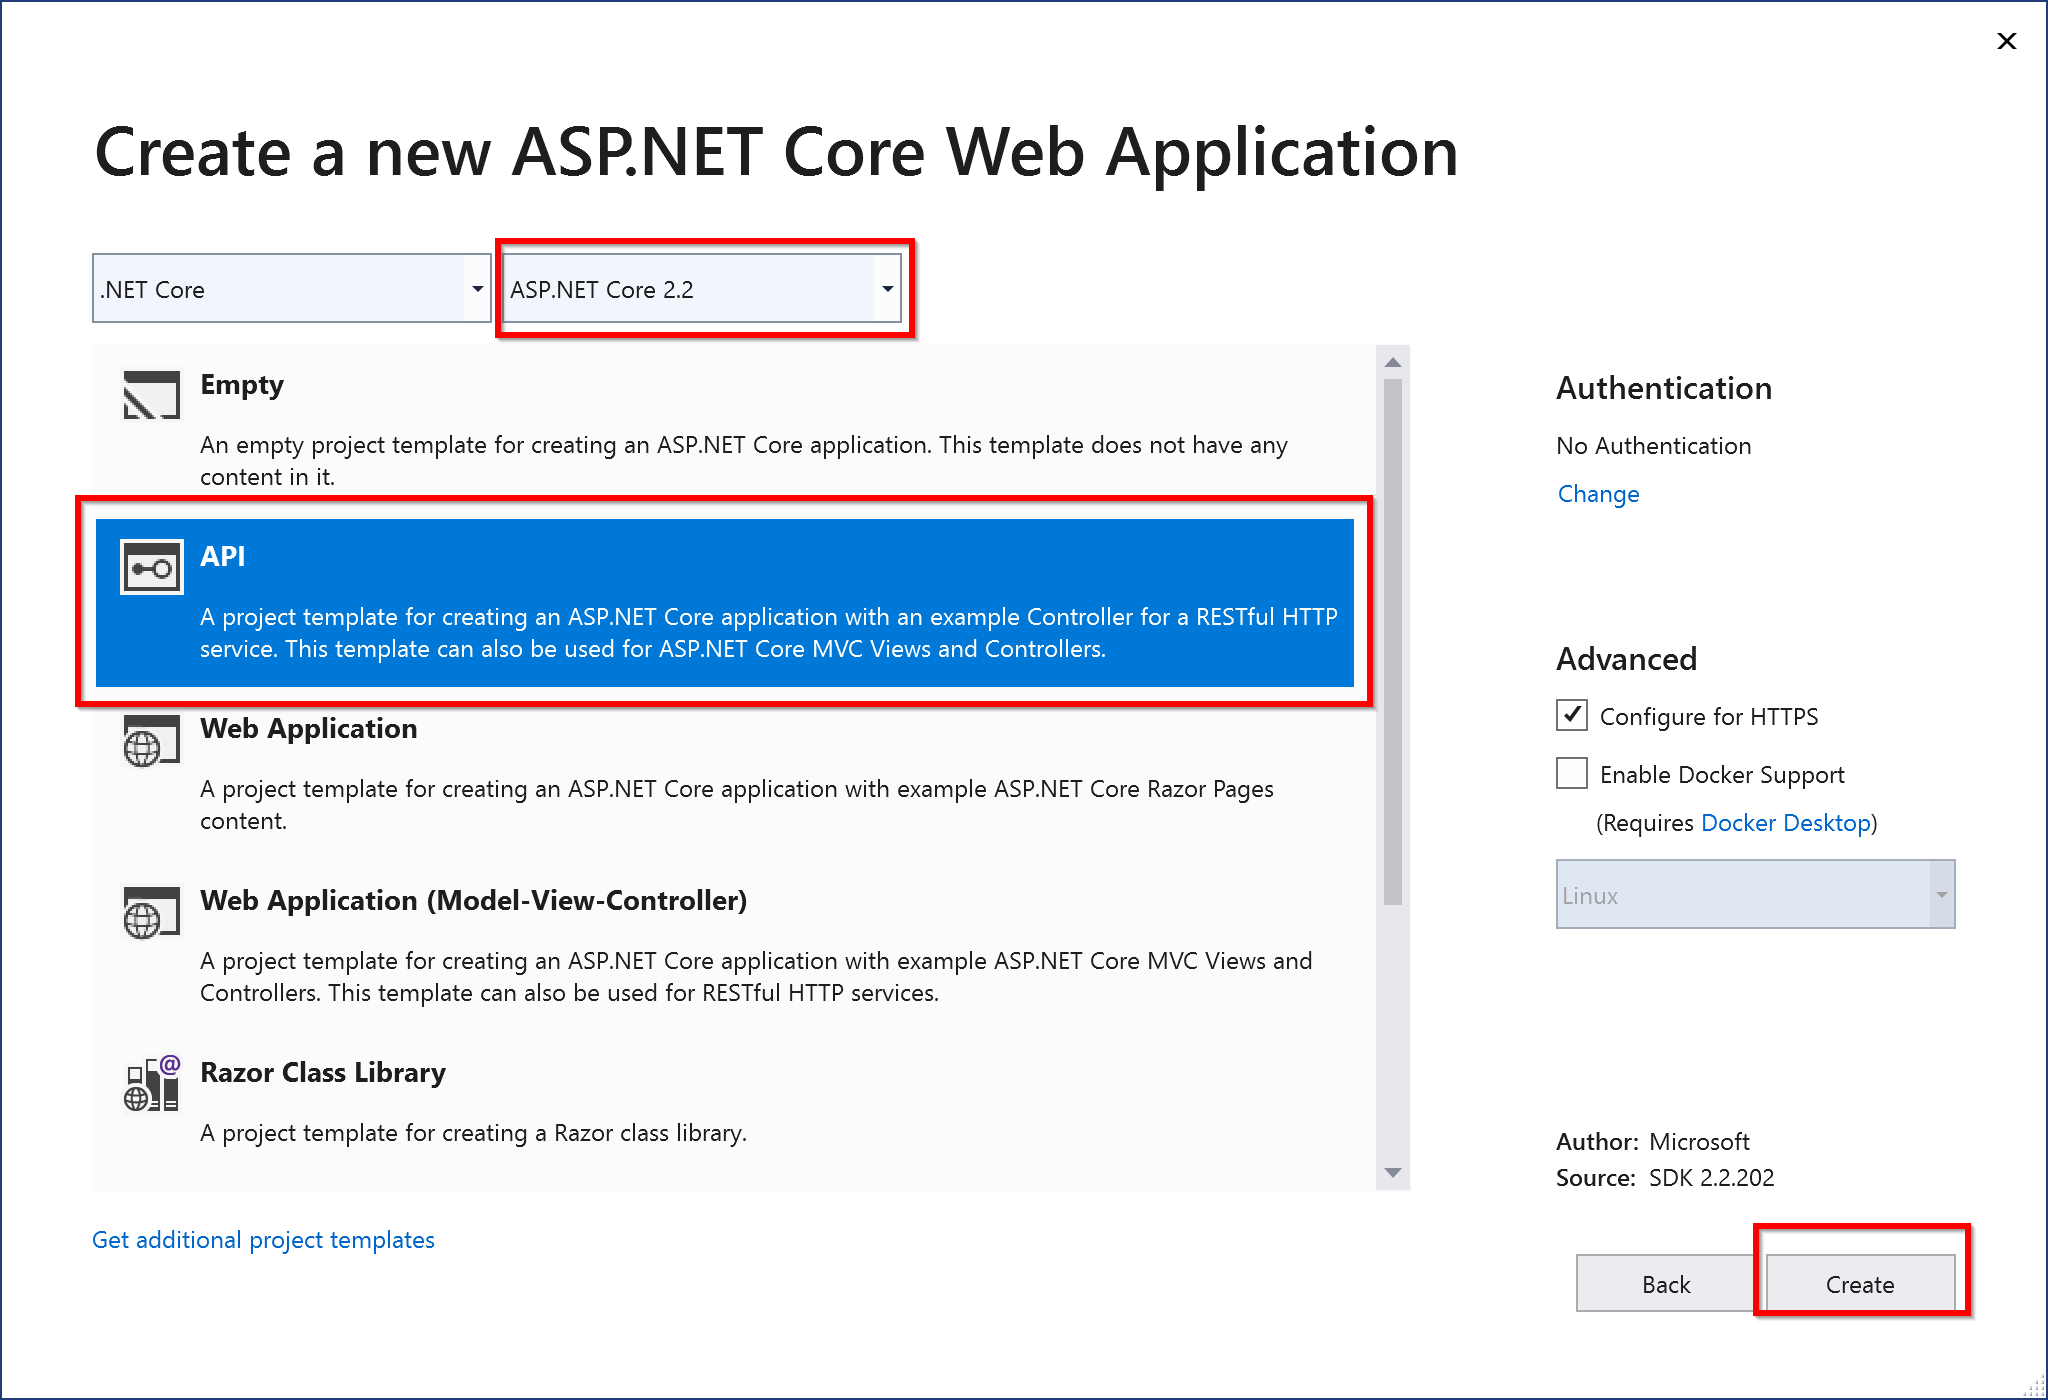 Create a new ASP.NET Core Web Application
.NET Core
ASP.NET Core 2.2
Empty
An empty project template for creating an ASP.NET Core application. This template does not have any
content in it.
API
A project template for creating an ASP.NET Core application with an example Controller for a RESTful HTTP
service. This template can also be used for ASP.NET Core MVC Views and Controllers.
Web Application
A project template for creating an ASP.NET Core application with example ASP.NET Core Razor Pages
content.
Web Application (Model-View-Controller)
A project template for creating an ASP.NET Core application with example ASP.NET Core MVC Views and
Controllers. This template can also be used for RESTful HTTP services.
Razor Class Library
A project template for creating a Razor class library.
Get additional project templates
Authentication
No Authentication
Change
Advanced
Configure for HTTPS
Enable Docker Support
(Requires Docker Desktop)
Linux
Author: Microsoft
Source: SDK 2.2.202
Back
Create